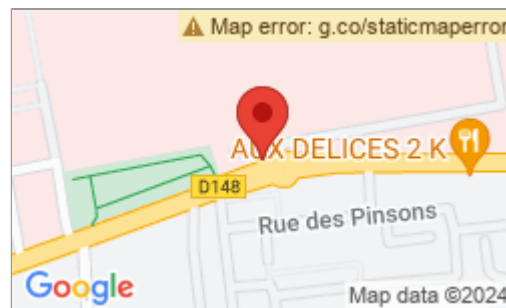 Map error: g.co/staticmaperror
AUX DELICES 2 K
D148
Rue des Pinsons
Google
Map data ©2024